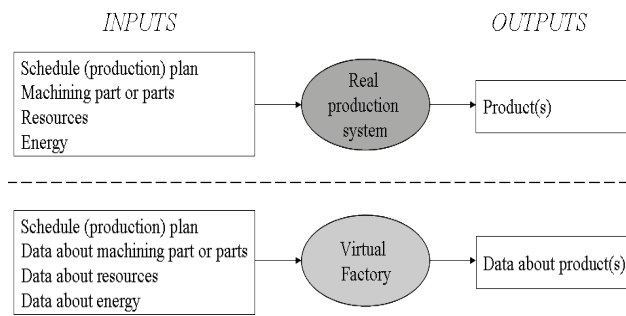 INPUTS
OUTPUTS
Schedule (production) plan
Machining part or parts
Resources
Energy
Real
production
system
Product(s)
Schedule (production) plan
Data about machining part or parts
Data about resources
Data about energy
Virtual
Factory
Data about product(s)